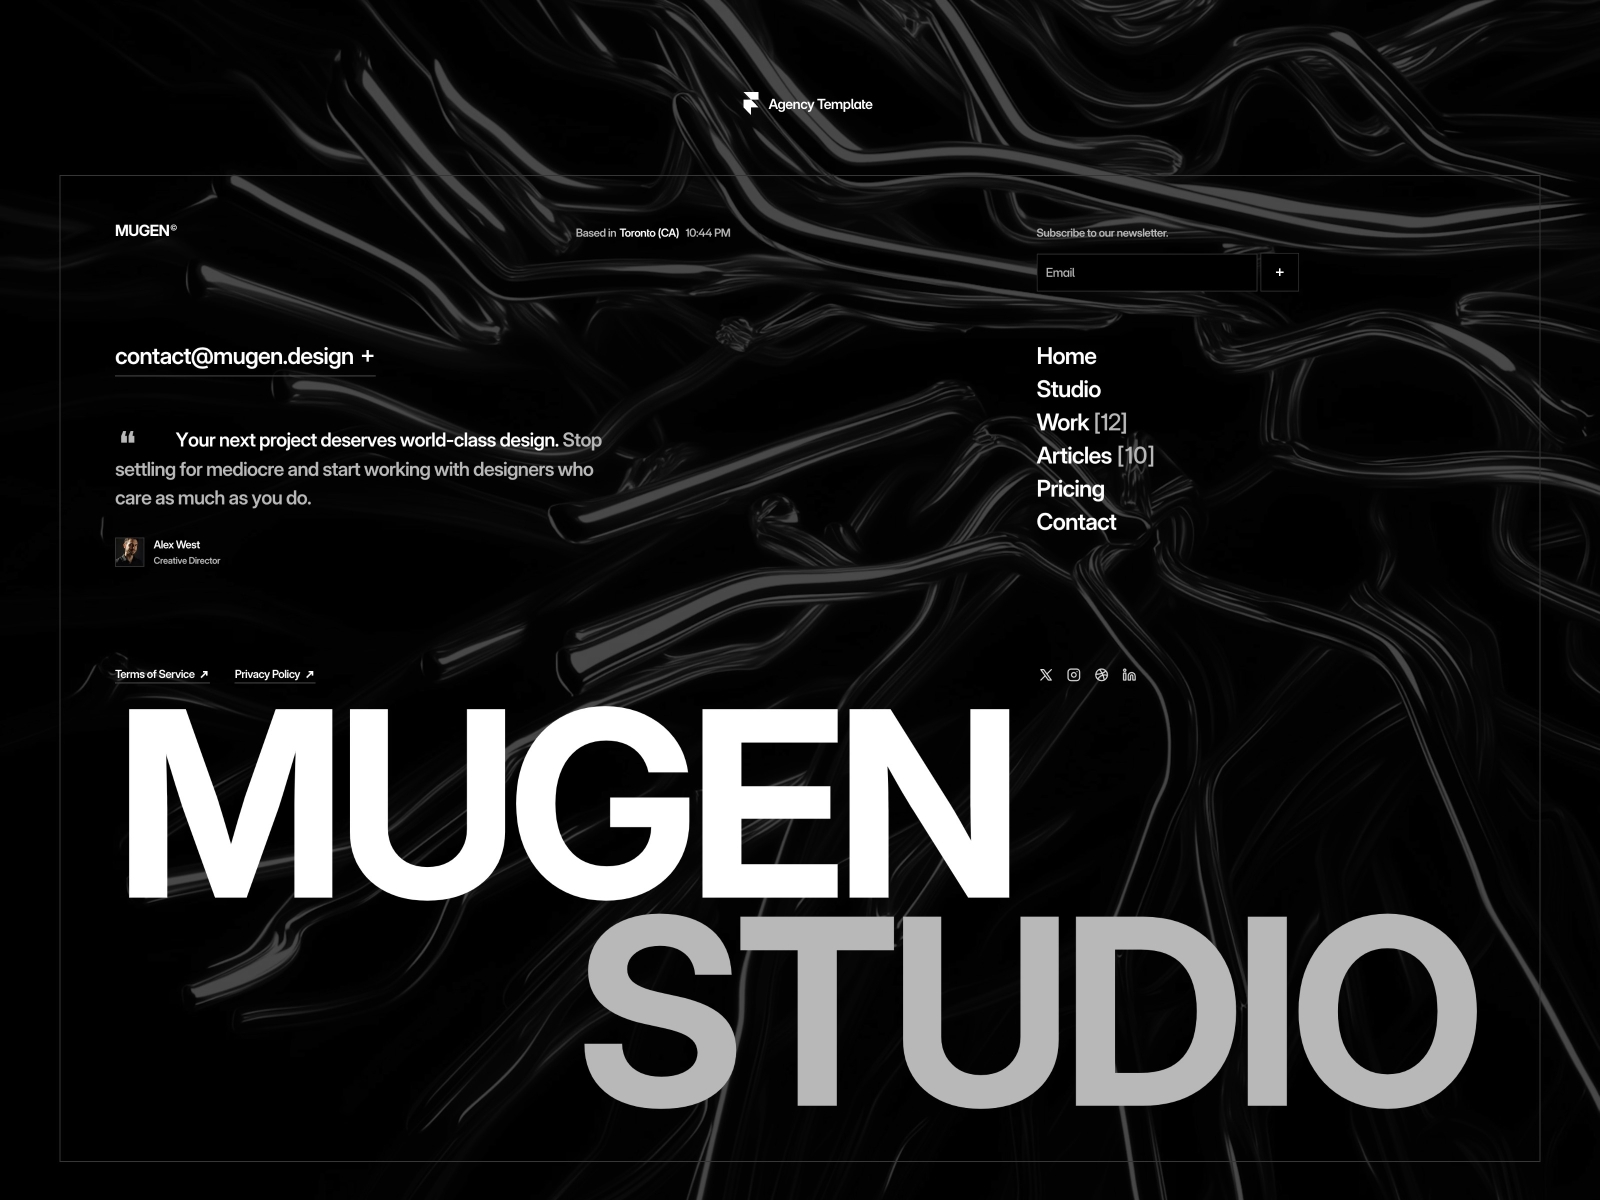 Agency Template
MUGEN©
Based in Toronto (CA) 10:44 PM
Subscribe to our newsletter.
Email
+
contact@mugen.design +
Home
Studio
Work [12]
Articles [10]
Pricing
Contact
❝ Your next project deserves world-class design. Stop
settling for mediocre and start working with designers who
care as much as you do.
Alex West
Creative Director
Terms of Service ↗ Privacy Policy ↗
MUGEN
STUDIO